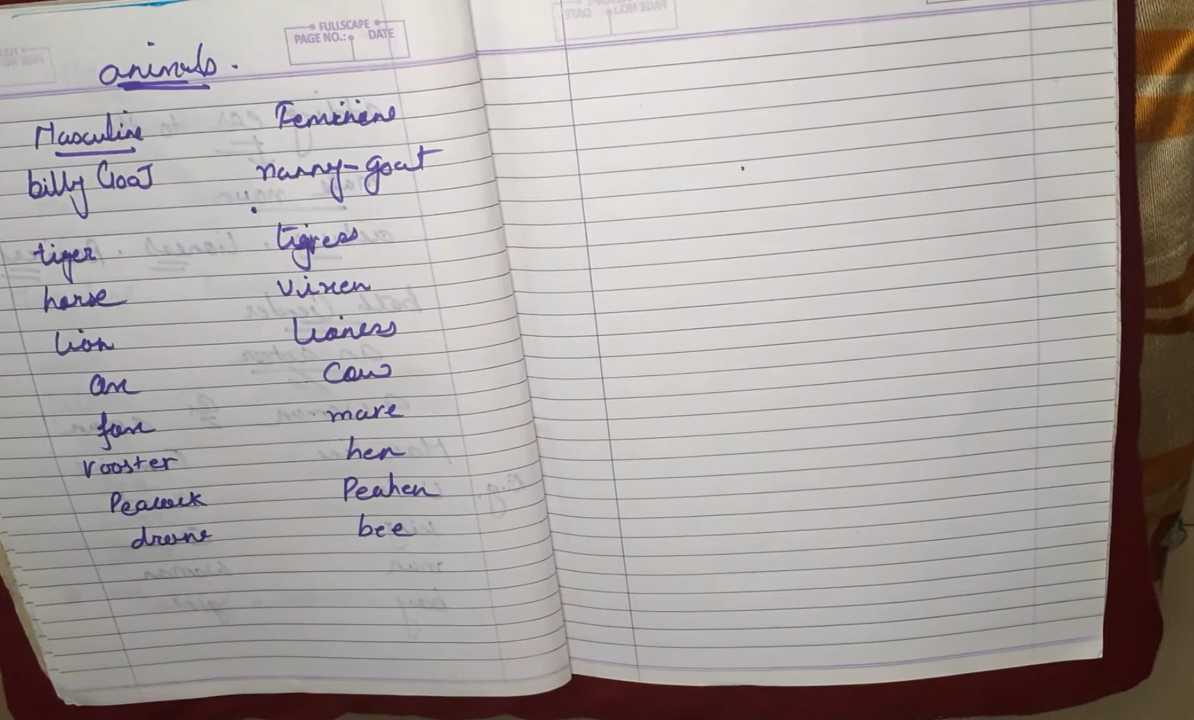 FULLSCAPE
PAGE NO.: DATE
animals.
Masculine Feminine
billy Goat nanny-goat
tiger tigress
horse vixen
lion lioness
ox cow
fox mare
rooster hen
Peacock Peahen
drone bee